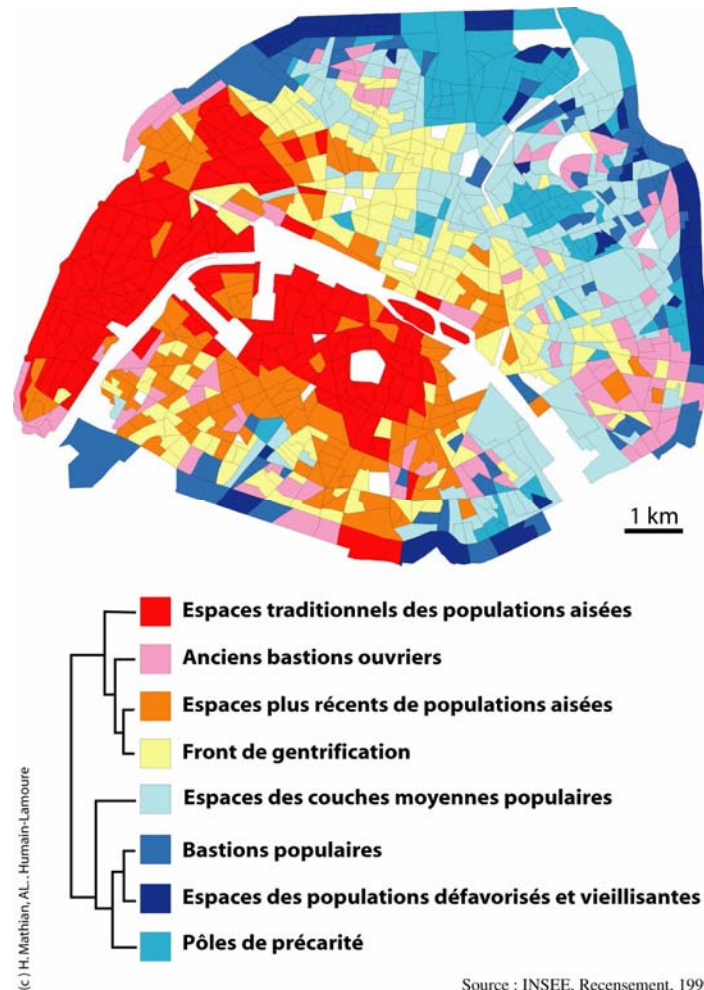 1 km
Espaces traditionnels des populations aisées
Anciens bastions ouvriers
Espaces plus récents de populations aisées
Front de gentrification
Espaces des couches moyennes populaires
Bastions populaires
Espaces des populations défavorisés et vieillisantes
Pôles de précarité
(c) H. Mathian, AL.. Humain-Lamoure
Source : INSEE, Recensement, 199